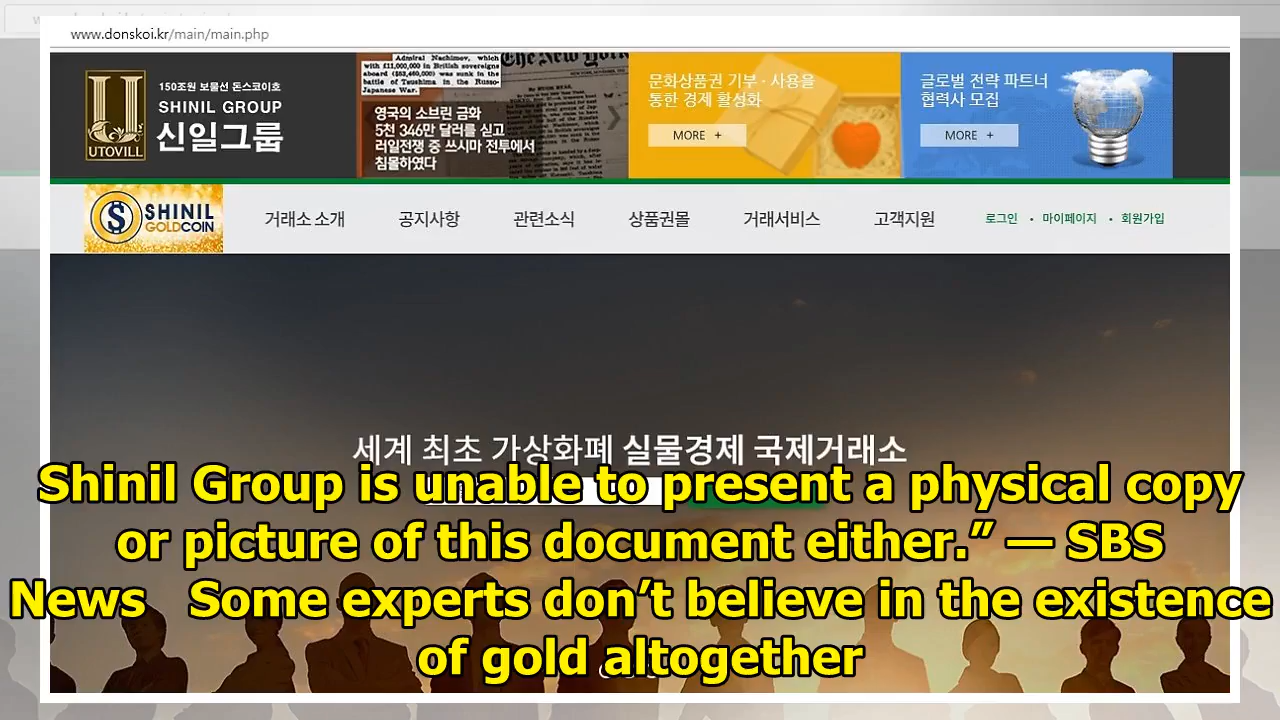 www.donskoi.kr/main/main.php
150조원 보물선 돈스코이호
SHINIL GROUP
신일그룹
UTOVILL
Admiral Nachimov, which
with £11,000,000 in British sovereigns
aboard ($53,460,000) was sunk in the
battle of Tsushima in the Russo-
Japanese War.
The New York
영국의 소브린 금화
5천 346만 달러를 싣고
러일전쟁 중 쓰시마 전투에서
침몰하였다
문화상품권 기부 · 사용을
통한 경제 활성화
MORE +
글로벌 전략 파트너
협력사 모집
MORE +
SHINIL
GOLDCOIN
거래소 소개 공지사항 관련소식 상품권몰 거래서비스 고객지원 로그인 • 마이페이지 • 회원가입
세계 최초 가상화폐 실물경제 국제거래소
Shinil Group is unable to present a physical copy
or picture of this document either.” — SBS
News Some experts don’t believe in the existence
of gold altogether